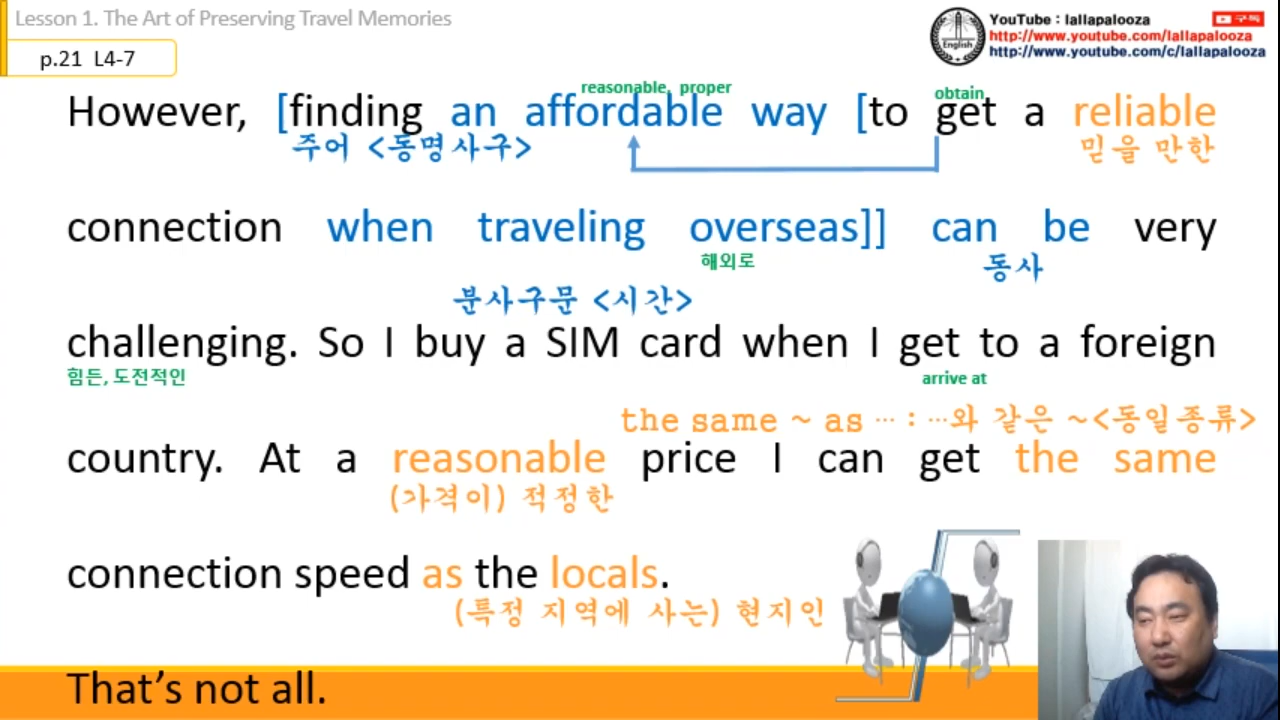 Lesson 1. The Art of Preserving Travel Memories
YouTube : lallapalooza
구독
http://www.youtube.com/lallapalooza
http://www.youtube.com/c/lallapalooza
English
p.21 L4-7
reasonable, proper
obtain
However, [finding an affordable way [to get a reliable
주어 <동명사구>
믿을 만한
connection when traveling overseas]] can be very
해외로
동사
분사구문 <시간>
challenging. So I buy a SIM card when I get to a foreign
힘든, 도전적인
arrive at
the same ~ as … : …와 같은 ~<동일종류>
country. At a reasonable price I can get the same
(가격이) 적정한
connection speed as the locals.
(특정 지역에 사는) 현지인
That's not all.